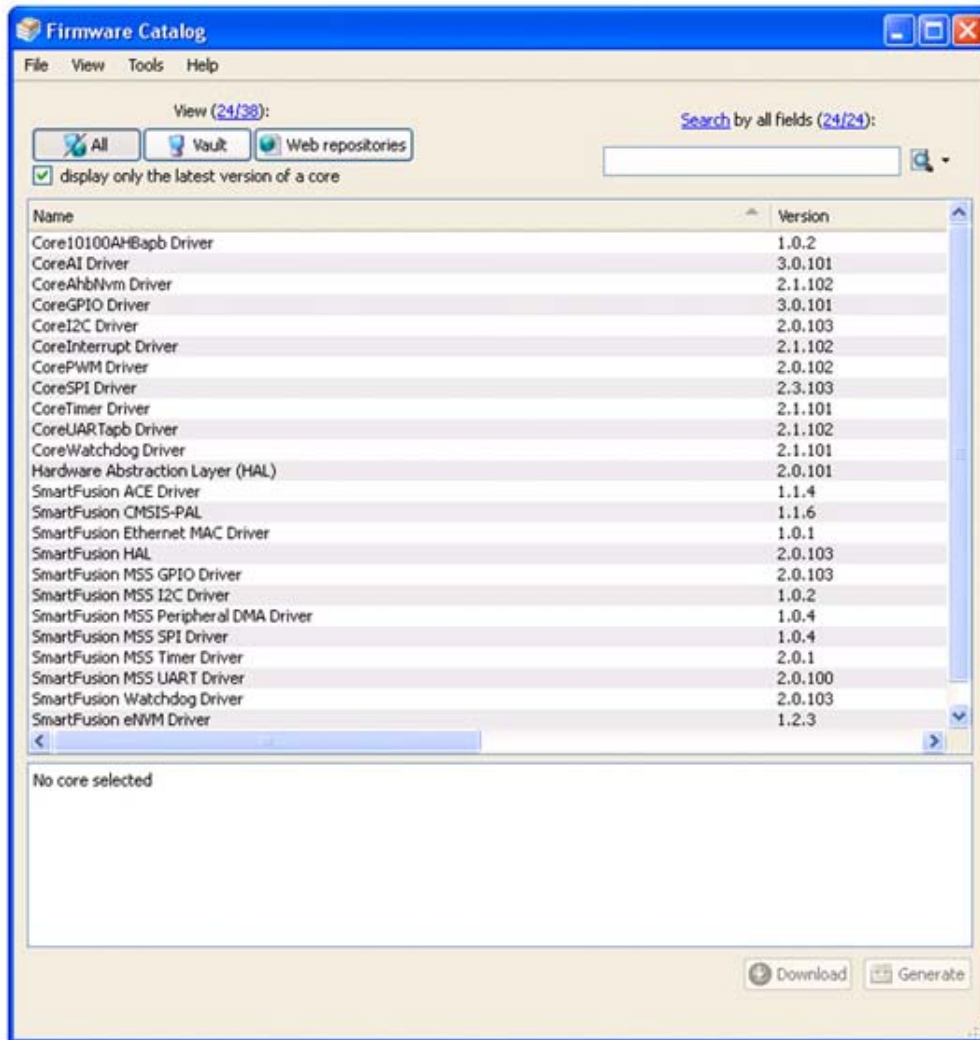 Firmware Catalog
File View Tools Help
View (24/38):
Search by all fields (24/24):
All Vault Web repositories
display only the latest version of a core
Name Version
Core10100AHBapb Driver 1.0.2
CoreAI Driver 3.0.101
CoreAhbNvm Driver 2.1.102
CoreGPIO Driver 3.0.101
CoreI2C Driver 2.0.103
CoreInterrupt Driver 2.1.102
CorePWM Driver 2.0.102
CoreSPI Driver 2.3.103
CoreTimer Driver 2.1.101
CoreUARTapb Driver 2.1.102
CoreWatchdog Driver 2.1.101
Hardware Abstraction Layer (HAL) 2.0.101
SmartFusion ACE Driver 1.1.4
SmartFusion CMSIS-PAL 1.1.6
SmartFusion Ethernet MAC Driver 1.0.1
SmartFusion HAL 2.0.103
SmartFusion MSS GPIO Driver 2.0.103
SmartFusion MSS I2C Driver 1.0.2
SmartFusion MSS Peripheral DMA Driver 1.0.4
SmartFusion MSS SPI Driver 1.0.4
SmartFusion MSS Timer Driver 2.0.1
SmartFusion MSS UART Driver 2.0.100
SmartFusion Watchdog Driver 2.0.103
SmartFusion eNVM Driver 1.2.3
No core selected
Download Generate